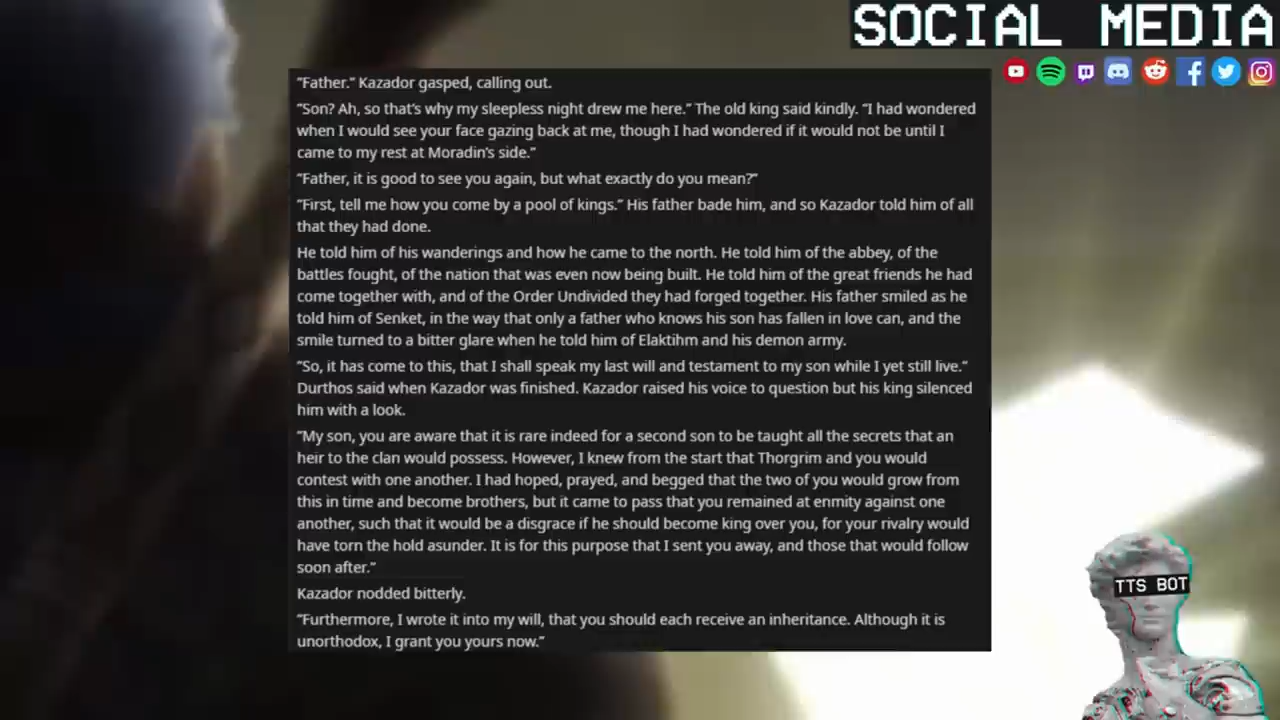 SOCIAL MEDIA
“Father.” Kazador gasped, calling out.
“Son? Ah, so that’s why my sleepless night drew me here.” The old king said kindly. “I had wondered
when I would see your face gazing back at me, though I had wondered if it would not be until I
came to my rest at Moradin’s side.”
“Father, it is good to see you again, but what exactly do you mean?”
“First, tell me how you come by a pool of kings.” His father bade him, and so Kazador told him of all
that they had done.
He told him of his wanderings and how he came to the north. He told him of the abbey, of the
battles fought, of the nation that was even now being built. He told him of the great friends he had
come together with, and of the Order Undivided they had forged together. His father smiled as he
told him of Senket, in the way that only a father who knows his son has fallen in love can, and the
smile turned to a bitter glare when he told him of Elaktihm and his demon army.
“So, it has come to this, that I shall speak my last will and testament to my son while I yet still live.”
Durthos said when Kazador was finished. Kazador raised his voice to question but his king silenced
him with a look.
“My son, you are aware that it is rare indeed for a second son to be taught all the secrets that an
heir to the clan would possess. However, I knew from the start that Thorgrim and you would
contest with one another. I had hoped, prayed, and begged that the two of you would grow from
this in time and become brothers, but it came to pass that you remained at enmity against one
another, such that it would be a disgrace if he should become king over you, for your rivalry would
have torn the hold asunder. It is for this purpose that I sent you away, and those that would follow
soon after.”
Kazador nodded bitterly.
“Furthermore, I wrote it into my will, that you should each receive an inheritance. Although it is
unorthodox, I grant you yours now.”
TTS BOT